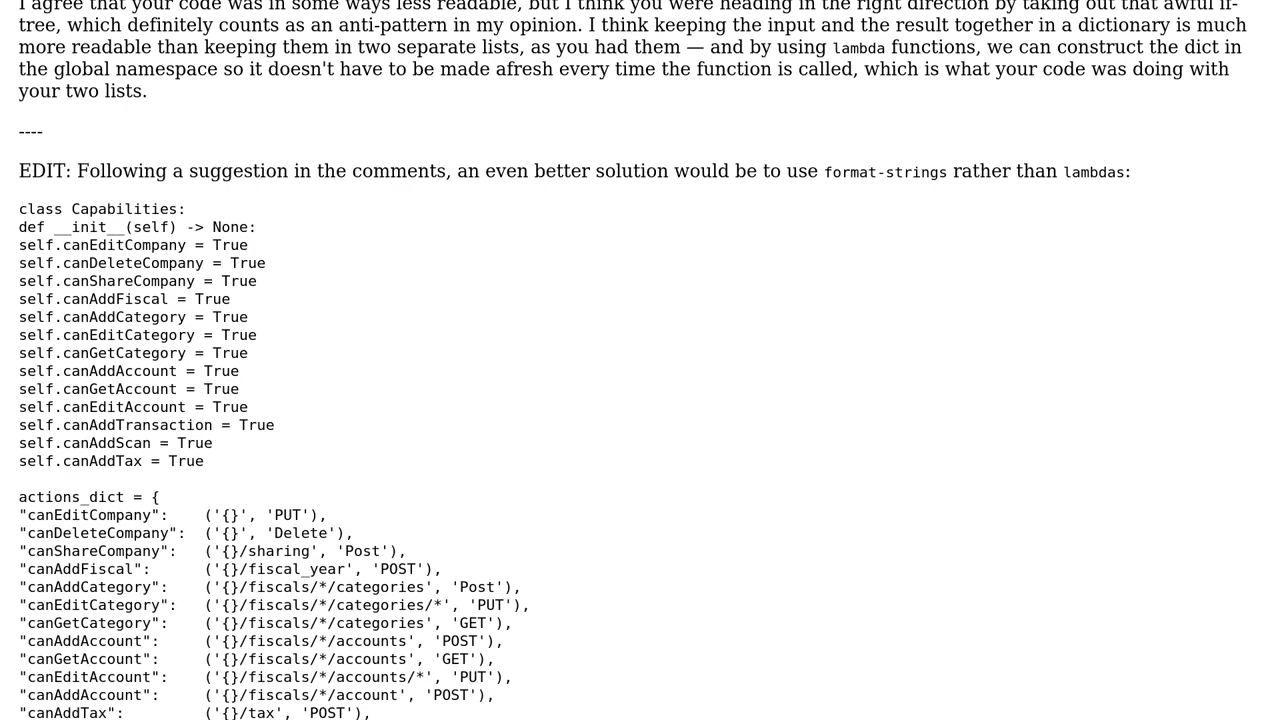 I agree that your code was in some ways less readable, but I think you were heading in the right direction by taking out that awful if-
tree, which definitely counts as an anti-pattern in my opinion. I think keeping the input and the result together in a dictionary is much
more readable than keeping them in two separate lists, as you had them — and by using lambda functions, we can construct the dict in
the global namespace so it doesn't have to be made afresh every time the function is called, which is what your code was doing with
your two lists.
----
EDIT: Following a suggestion in the comments, an even better solution would be to use format-strings rather than lambdas:
class Capabilities:
def __init__(self) -> None:
self.canEditCompany = True
self.canDeleteCompany = True
self.canShareCompany = True
self.canAddFiscal = True
self.canAddCategory = True
self.canEditCategory = True
self.canGetCategory = True
self.canAddAccount = True
self.canGetAccount = True
self.canEditAccount = True
self.canAddTransaction = True
self.canAddScan = True
self.canAddTax = True
actions_dict = {
"canEditCompany":    ('{}', 'PUT'),
"canDeleteCompany":  ('{}', 'Delete'),
"canShareCompany":   ('{}/sharing', 'Post'),
"canAddFiscal":      ('{}/fiscal_year', 'POST'),
"canAddCategory":    ('{}/fiscals/*/categories', 'Post'),
"canEditCategory":   ('{}/fiscals/*/categories/*', 'PUT'),
"canGetCategory":    ('{}/fiscals/*/categories', 'GET'),
"canAddAccount":     ('{}/fiscals/*/accounts', 'POST'),
"canGetAccount":     ('{}/fiscals/*/accounts', 'GET'),
"canEditAccount":    ('{}/fiscals/*/accounts/*', 'PUT'),
"canAddAccount":     ('{}/fiscals/*/account', 'POST'),
"canAddTax":         ('{}/tax', 'POST'),